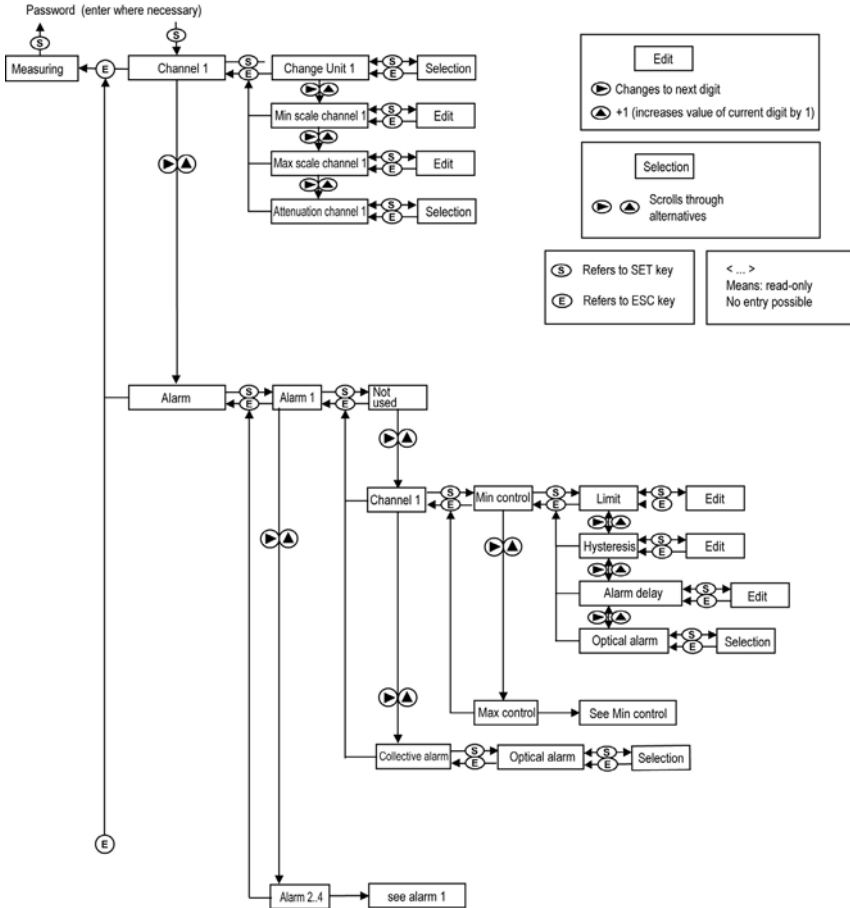 Password (enter where necessary)
S
S
Measuring
E
Channel 1
S
E
Change Unit 1
S
E
Selection
Min scale channel 1
S
E
Edit
Max scale channel 1
S
E
Edit
Attenuation channel 1
S
E
Selection
Edit
Changes to next digit
+1 (increases value of current digit by 1)
Selection
Scrolls through
alternatives
S Refers to SET key
E Refers to ESC key
< ... >
Means: read-only
No entry possible
Alarm
S
E
Alarm 1
S
E
Not
used
Channel 1
S
E
Min control
S
E
Limit
S
E
Edit
Hysteresis
S
E
Edit
Alarm delay
S
E
Edit
Optical alarm
S
E
Selection
Max control
See Min control
Collective alarm
S
E
Optical alarm
S
E
Selection
E
Alarm 2..4
see alarm 1